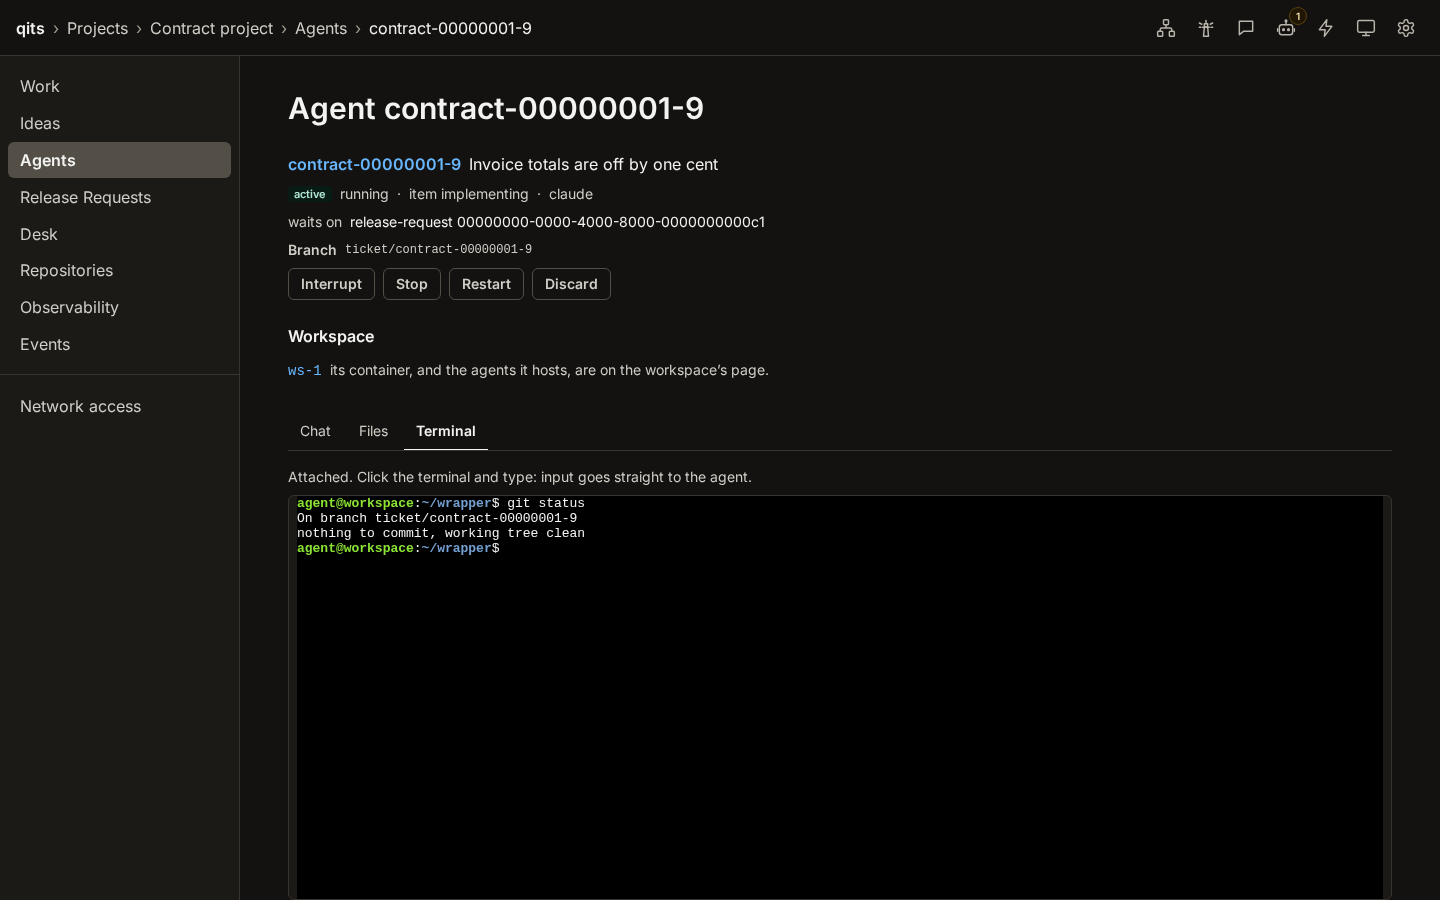 qits › Projects › Contract project › Agents › contract-00000001-9
1
Work
Ideas
Agents
Release Requests
Desk
Repositories
Observability
Events
Network access
Agent contract-00000001-9
contract-00000001-9 Invoice totals are off by one cent
active running · item implementing · claude
waits on release-request 00000000-0000-4000-8000-0000000000c1
Branch ticket/contract-00000001-9
Interrupt Stop Restart Discard
Workspace
ws-1 its container, and the agents it hosts, are on the workspace’s page.
Chat Files Terminal
Attached. Click the terminal and type: input goes straight to the agent.
agent@workspace:~/wrapper$ git status
On branch ticket/contract-00000001-9
nothing to commit, working tree clean
agent@workspace:~/wrapper$